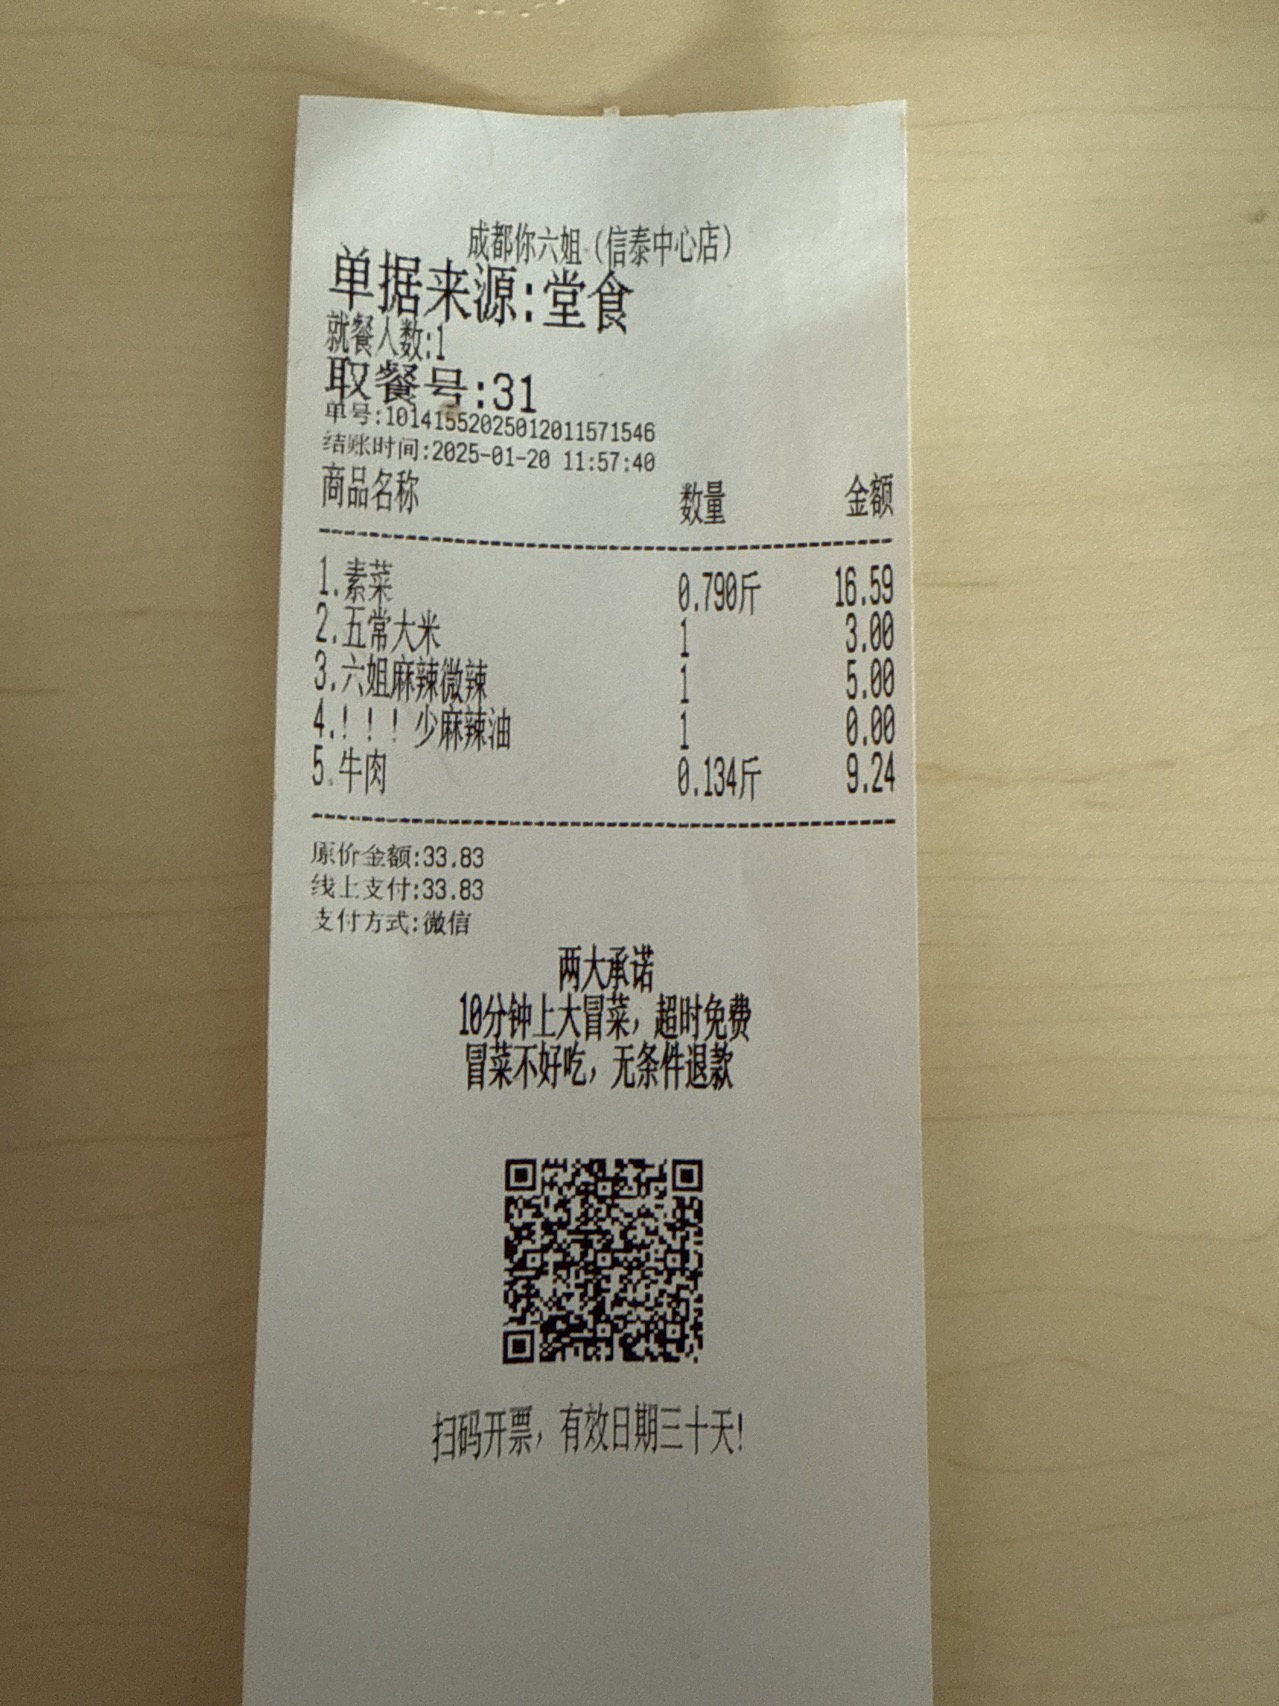 成都你六姐(信泰中心店)
单据来源:堂食
就餐人数:1
取餐号:31
单号:10141552025012011571546
结账时间:2025-01-20 11:57:40
商品名称 数量 金额
1.素菜 0.790斤 16.59
2.五常大米 1 3.00
3.六姐麻辣微辣 1 5.00
4.!!!少麻辣油 1 0.00
5.牛肉 0.134斤 9.24
原价金额:33.83
线上支付:33.83
支付方式:微信
两大承诺
10分钟上大冒菜，超时免费
冒菜不好吃，无条件退款
扫码开票，有效日期三十天!